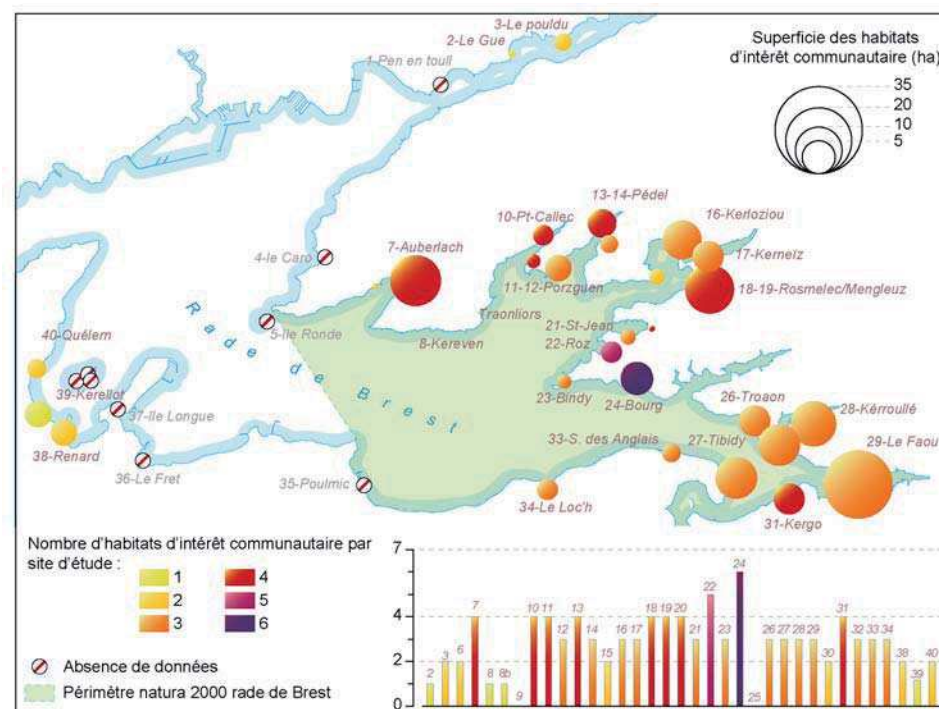 3-Le pouldu
2-Le Gue
1-Pen en toull
Superficie des habitats
d'intérêt communautaire (ha)
35
20
10
5
13-14-Pédel
10-Pt-Callec
16-Kerloziou
17-Kerneïz
7-Auberlach
4-le Caro
11-12-Porzguen
18-19-Rosmelec/Mengleuz
Traonliors
5-Ile Ronde
8-Kereven
21-St-Jean
22-Roz
Rade de Brest
40-Quélern
39-Kerellot
37-Ile Longue
23-Bindy
24-Bourg
26-Troaon
28-Kérroullé
38-Renard
33-S. des Anglais
27-Tibidy
29-Le Faou
36-Le Fret
35-Poulmic
34-Le Loc'h
31-Kergo
Nombre d'habitats d'intérêt communautaire par
site d'étude :
1 4
2 5
3 6
Absence de données
Périmètre natura 2000 rade de Brest
7
4
2
0
2 3 6 7 8 8b 9 10 11 12 13 14 15 16 17 18 19 20 21 22 23 24 25 26 27 28 29 30 31 32 33 34 38 39 40